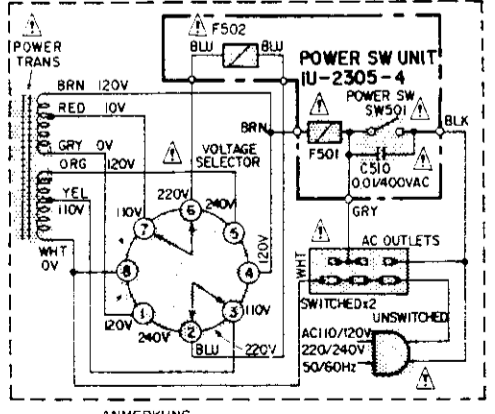 F502
POWER
TRANS
BLU
BLU
POWER SW UNIT
IU-2305-4
BRN 120V
RED 10V
POWER SW
SW501
BRN
BLK
GRY 0V
ORG 120V
F501
VOLTAGE
SELECTOR
C510
0.01/400VAC
YEL
110V
220V
240V
110V
GRY
6
7
5
WHT
0V
120V
WHT
AC OUTLETS
8
4
SWITCHEDx2
1
3
110V
UNSWITCHED
120V
2
240V
220V
BLU
AC110/120V
220/240V
50/60Hz
ANMERKUNG